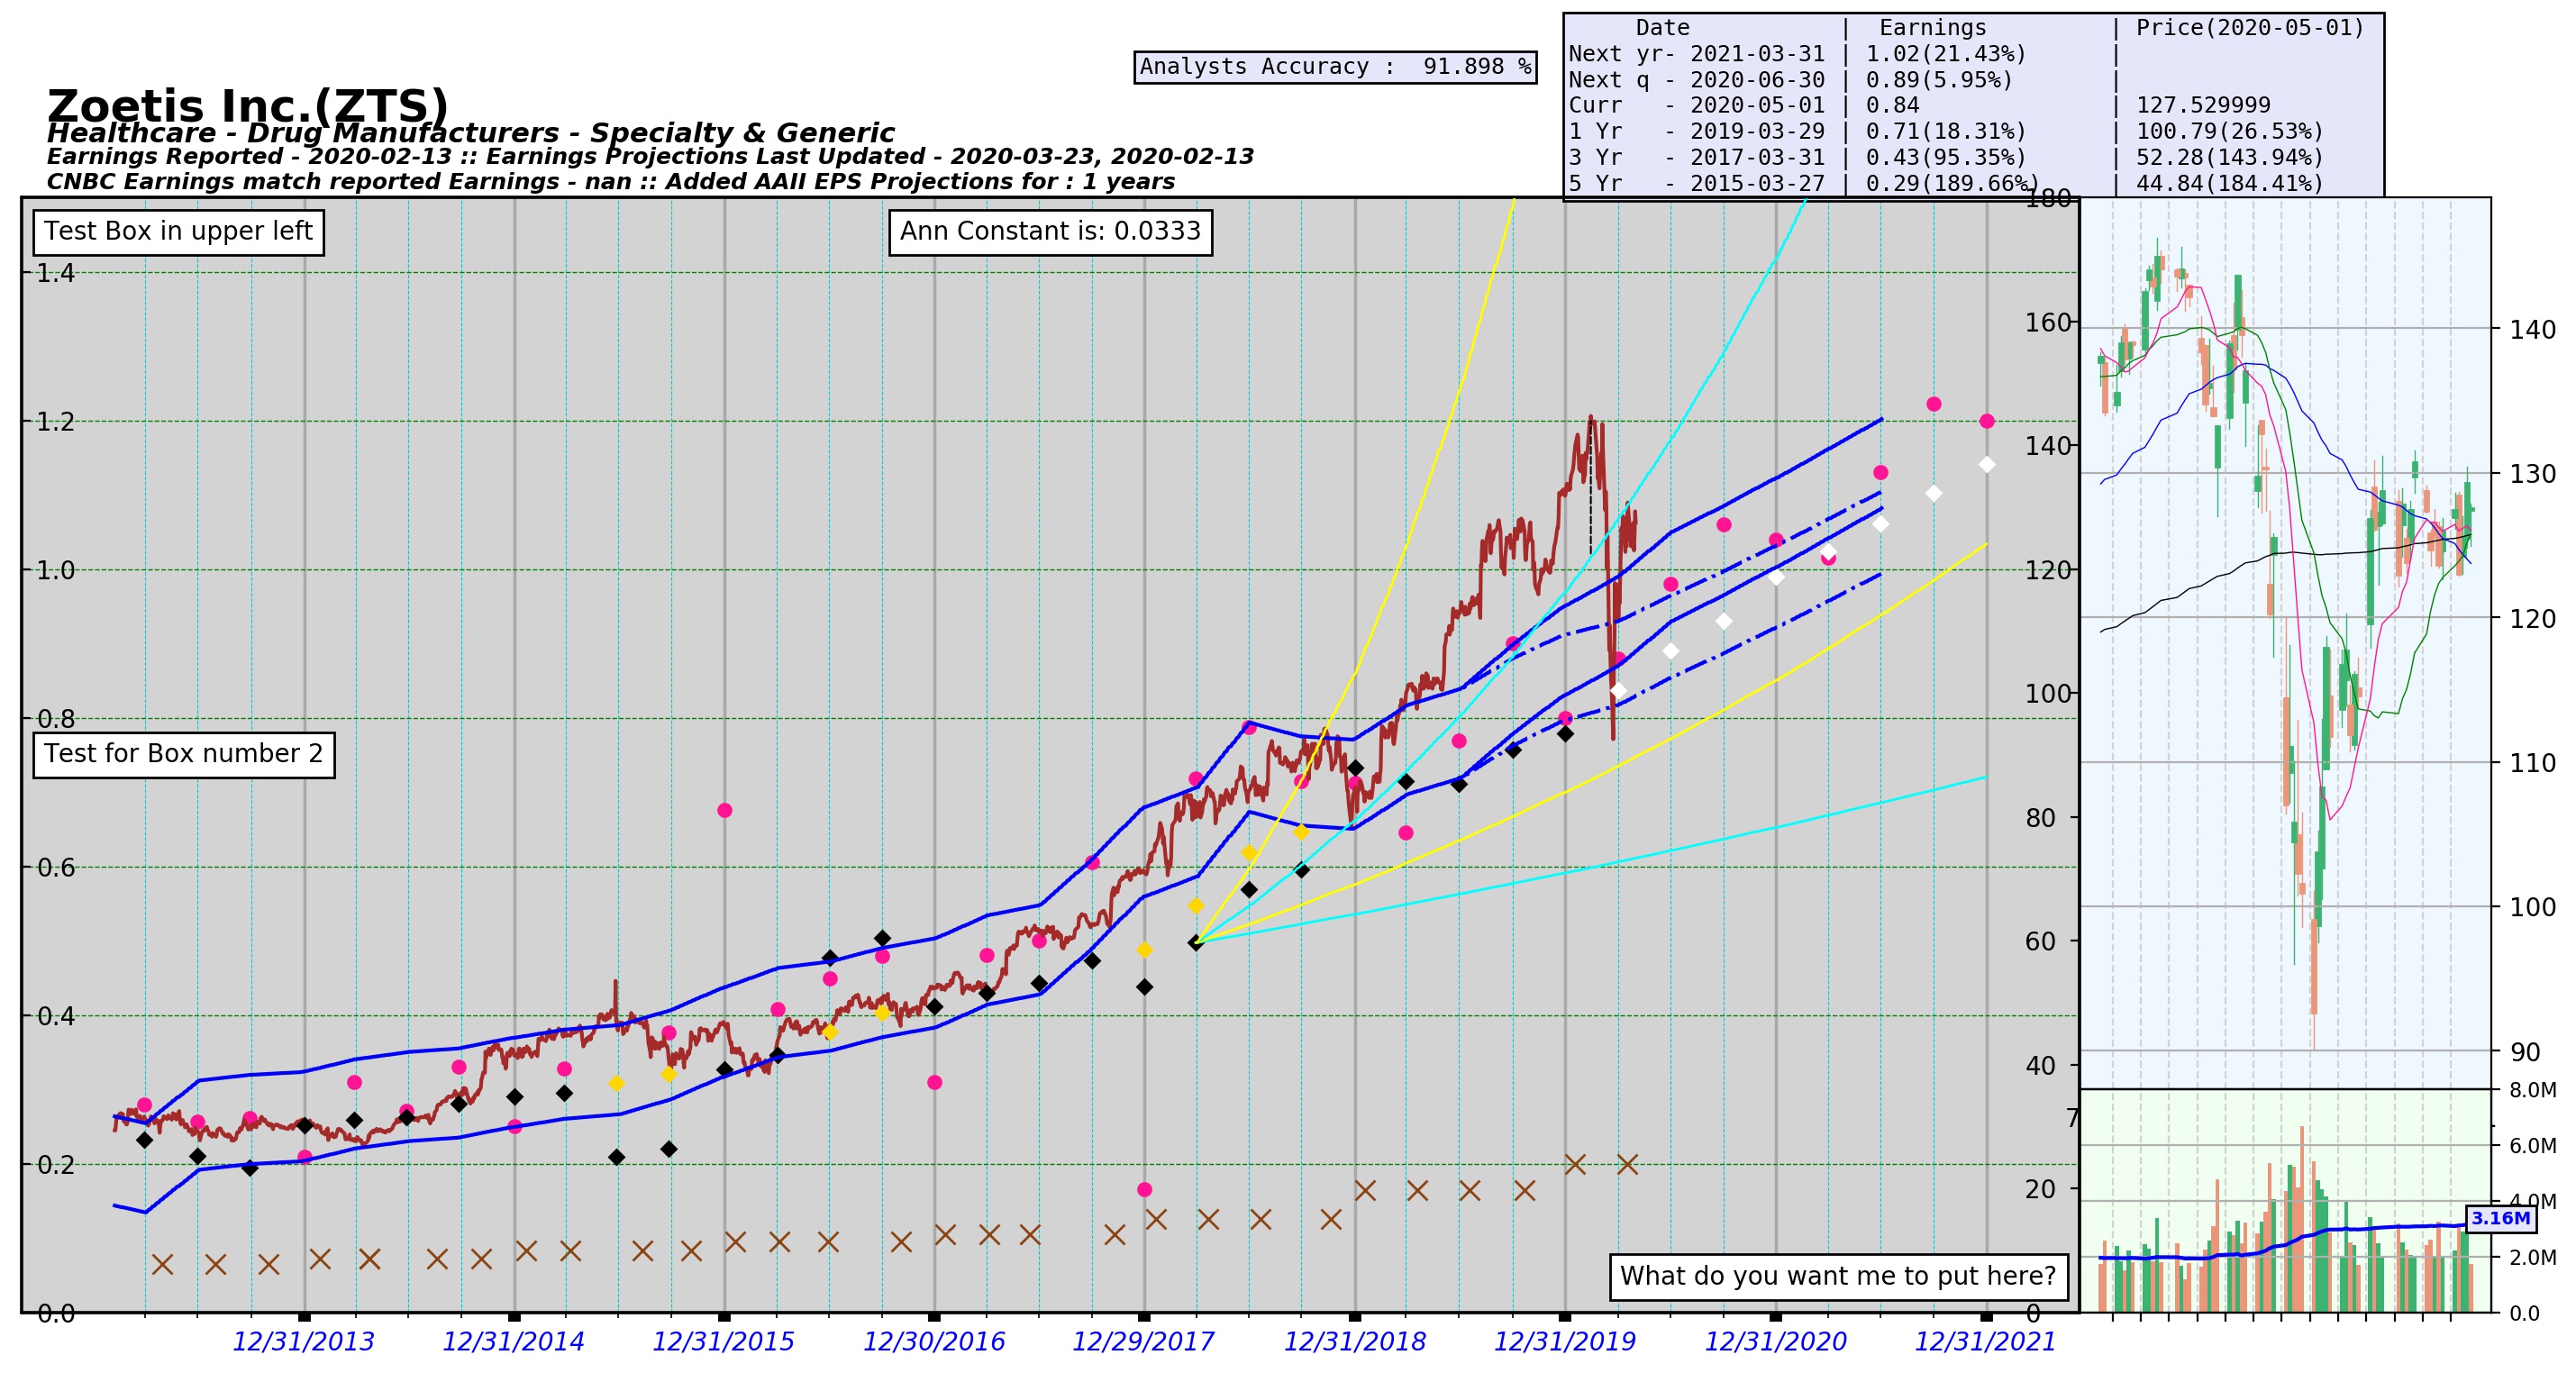 Date | Earnings | Price(2020-05-01)
Next yr- 2021-03-31 | 1.02(21.43%) |
Next q - 2020-06-30 | 0.89(5.95%) |
Curr - 2020-05-01 | 0.84 | 127.529999
1 Yr - 2019-03-29 | 0.71(18.31%) | 100.79(26.53%)
3 Yr - 2017-03-31 | 0.43(95.35%) | 52.28(143.94%)
5 Yr - 2015-03-27 | 0.29(189.66%) | 44.84(184.41%)
Analysts Accuracy : 91.898 %
Zoetis Inc.(ZTS)
Healthcare - Drug Manufacturers - Specialty & Generic
Earnings Reported - 2020-02-13 :: Earnings Projections Last Updated - 2020-03-23, 2020-02-13
CNBC Earnings match reported Earnings - nan :: Added AAII EPS Projections for : 1 years
Test Box in upper left
Ann Constant is: 0.0333
Test for Box number 2
What do you want me to put here?
1.4
1.2
1.0
0.8
0.6
0.4
0.2
0.0
180
160
140
120
100
80
60
40
20
0
7
140
130
120
110
100
90
8.0M
6.0M
4.0M
3.16M
2.0M
0.0
12/31/2013
12/31/2014
12/31/2015
12/30/2016
12/29/2017
12/31/2018
12/31/2019
12/31/2020
12/31/2021